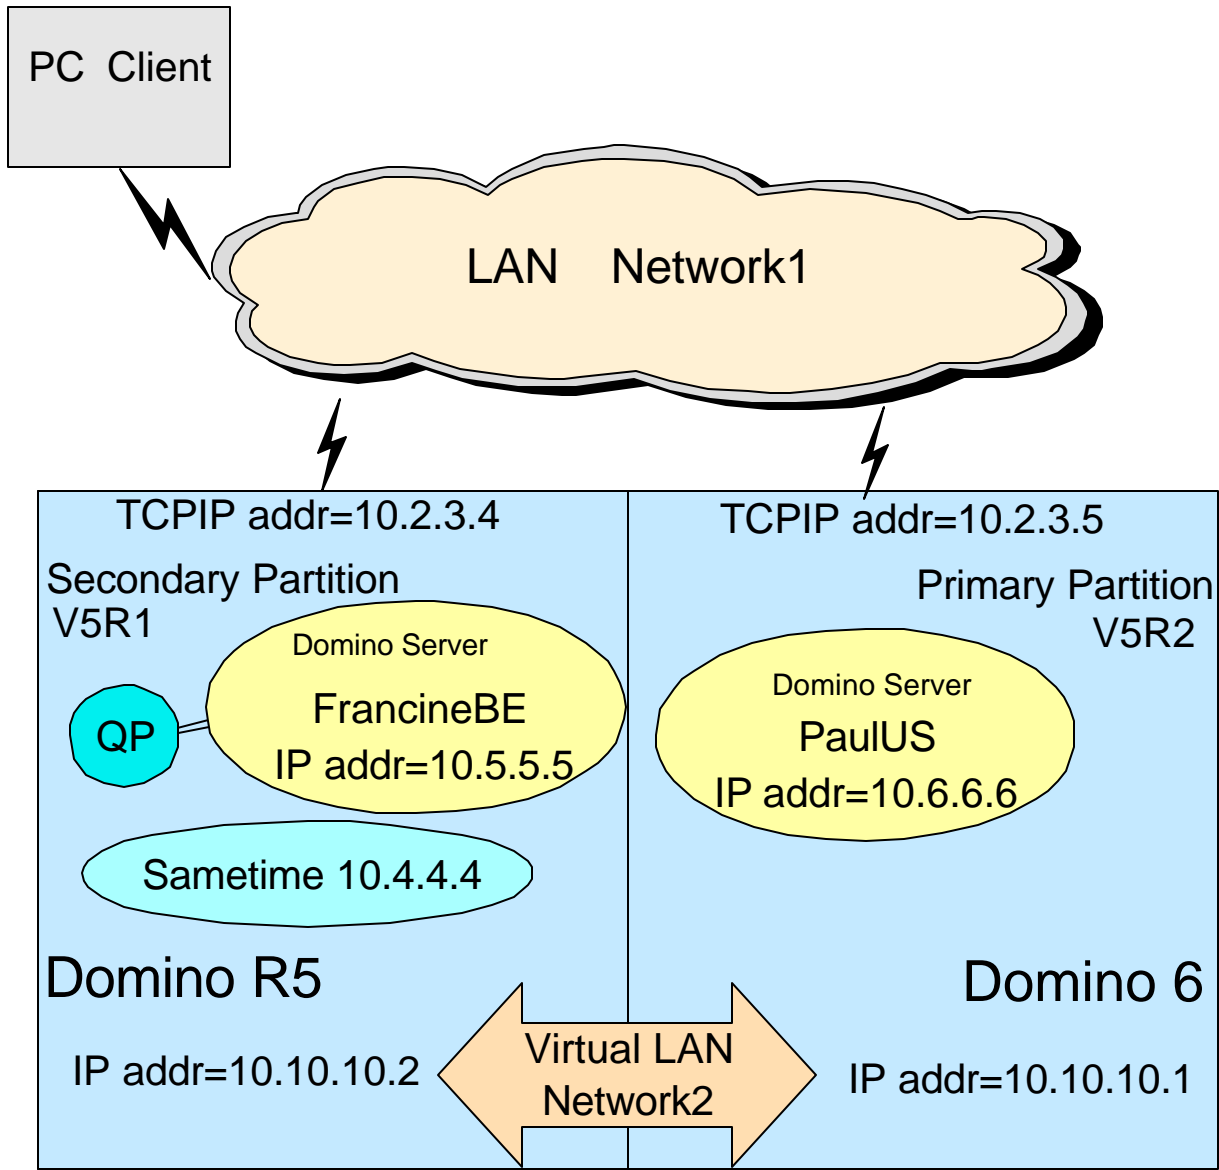 PC Client
LAN Network1
TCPIP addr=10.2.3.4
Secondary Partition
V5R1
Domino Server
FrancineBE
IP addr=10.5.5.5
QP
Sametime 10.4.4.4
Domino R5
IP addr=10.10.10.2
TCPIP addr=10.2.3.5
Primary Partition
V5R2
Domino Server
PaulUS
IP addr=10.6.6.6
Domino 6
IP addr=10.10.10.1
Virtual LAN
Network2